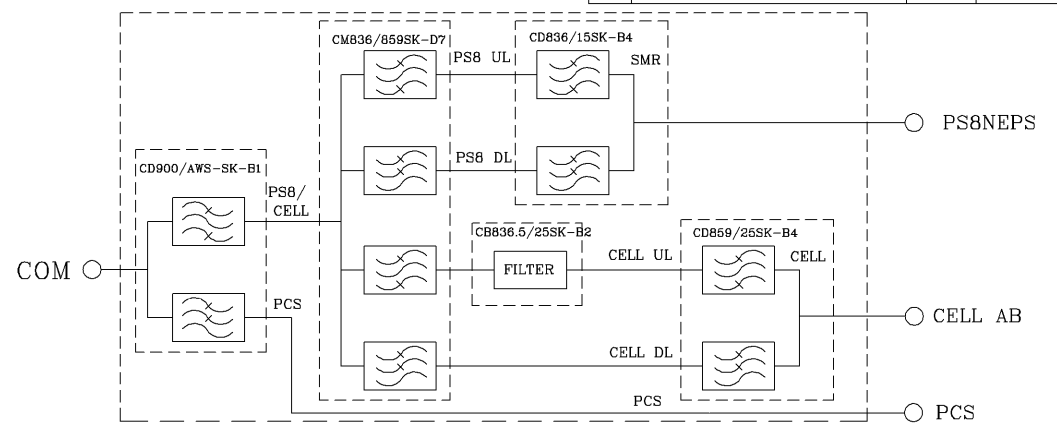 CM836/859SK-D7
CD836/15SK-B4
PS8 UL
SMR
PS8NEPS
CD900/AWS-SK-B1
PS8 DL
PS8/
CELL
CB836.5/25SK-B2
CD859/25SK-B4
COM
FILTER
CELL UL
CELL
PCS
CELL AB
CELL DL
PCS
PCS